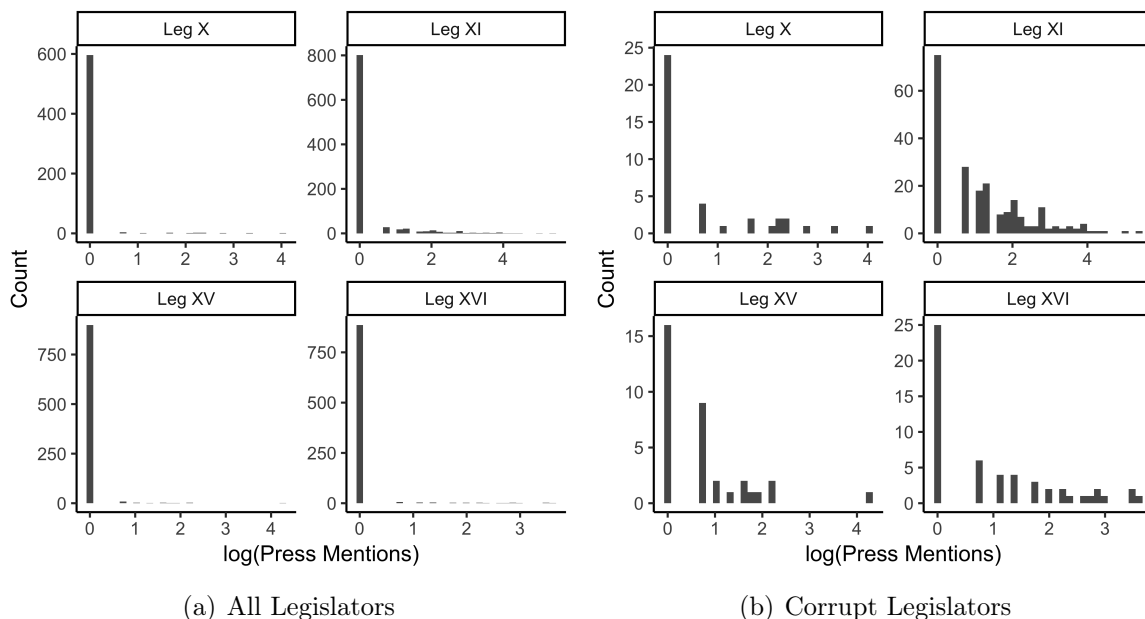 Leg X
Leg XI
600
400
200
0
0 1 2 3 4
800
600
400
200
0
0 2 4
Leg XV
Leg XVI
750
500
250
0
0 1 2 3 4
750
500
250
0
0 1 2 3
Count
log(Press Mentions)
(a) All Legislators
Leg X
Leg XI
25
20
15
10
5
0
0 1 2 3 4
60
40
20
0
0 2 4
Leg XV
Leg XVI
15
10
5
0
0 1 2 3 4
25
20
15
10
5
0
0 1 2 3
Count
log(Press Mentions)
(b) Corrupt Legislators